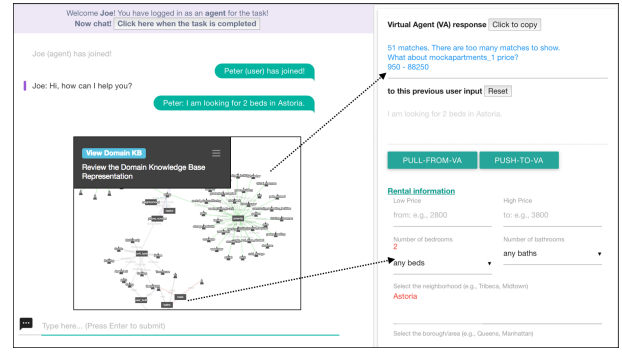 Welcome Joe! You have logged in as an agent for the task!
Now chat! Click here when the task is completed
Joe (agent) has joined!
Peter (user) has joined!
Joe: Hi, how can I help you?
Peter: I am looking for 2 beds in Astoria.
View Domain KB
Review the Domain Knowledge Base
Representation
Type here... (Press Enter to submit)
Virtual Agent (VA) response Click to copy
51 matches. There are too many matches to show.
What about mockapartments_1 price?
950 - 88250
to this previous user input Reset
I am looking for 2 beds in Astoria.
PULL-FROM-VA PUSH-TO-VA
Rental information
Low Price High Price
from: e.g., 2800 to: e.g., 3800
Number of bedrooms Number of bathrooms
2
any beds any baths
Select the neighborhood (e.g., Tribeca, Midtown)
Astoria
Select the borough/area (e.g., Queens, Manhattan)